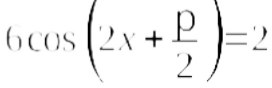 6cos(2x + p/2)=2